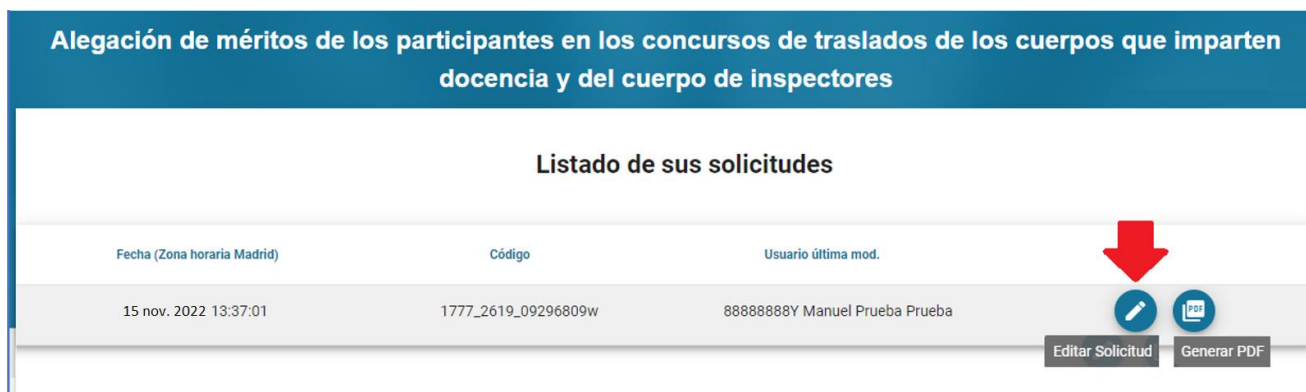 Alegación de méritos de los participantes en los concursos de traslados de los cuerpos que imparten
docencia y del cuerpo de inspectores
Listado de sus solicitudes
Fecha (Zona horaria Madrid) Código Usuario última mod.
15 nov. 2022 13:37:01 1777_2619_09296809w 88888888Y Manuel Prueba Prueba PDF
Editar Solicitud Generar PDF